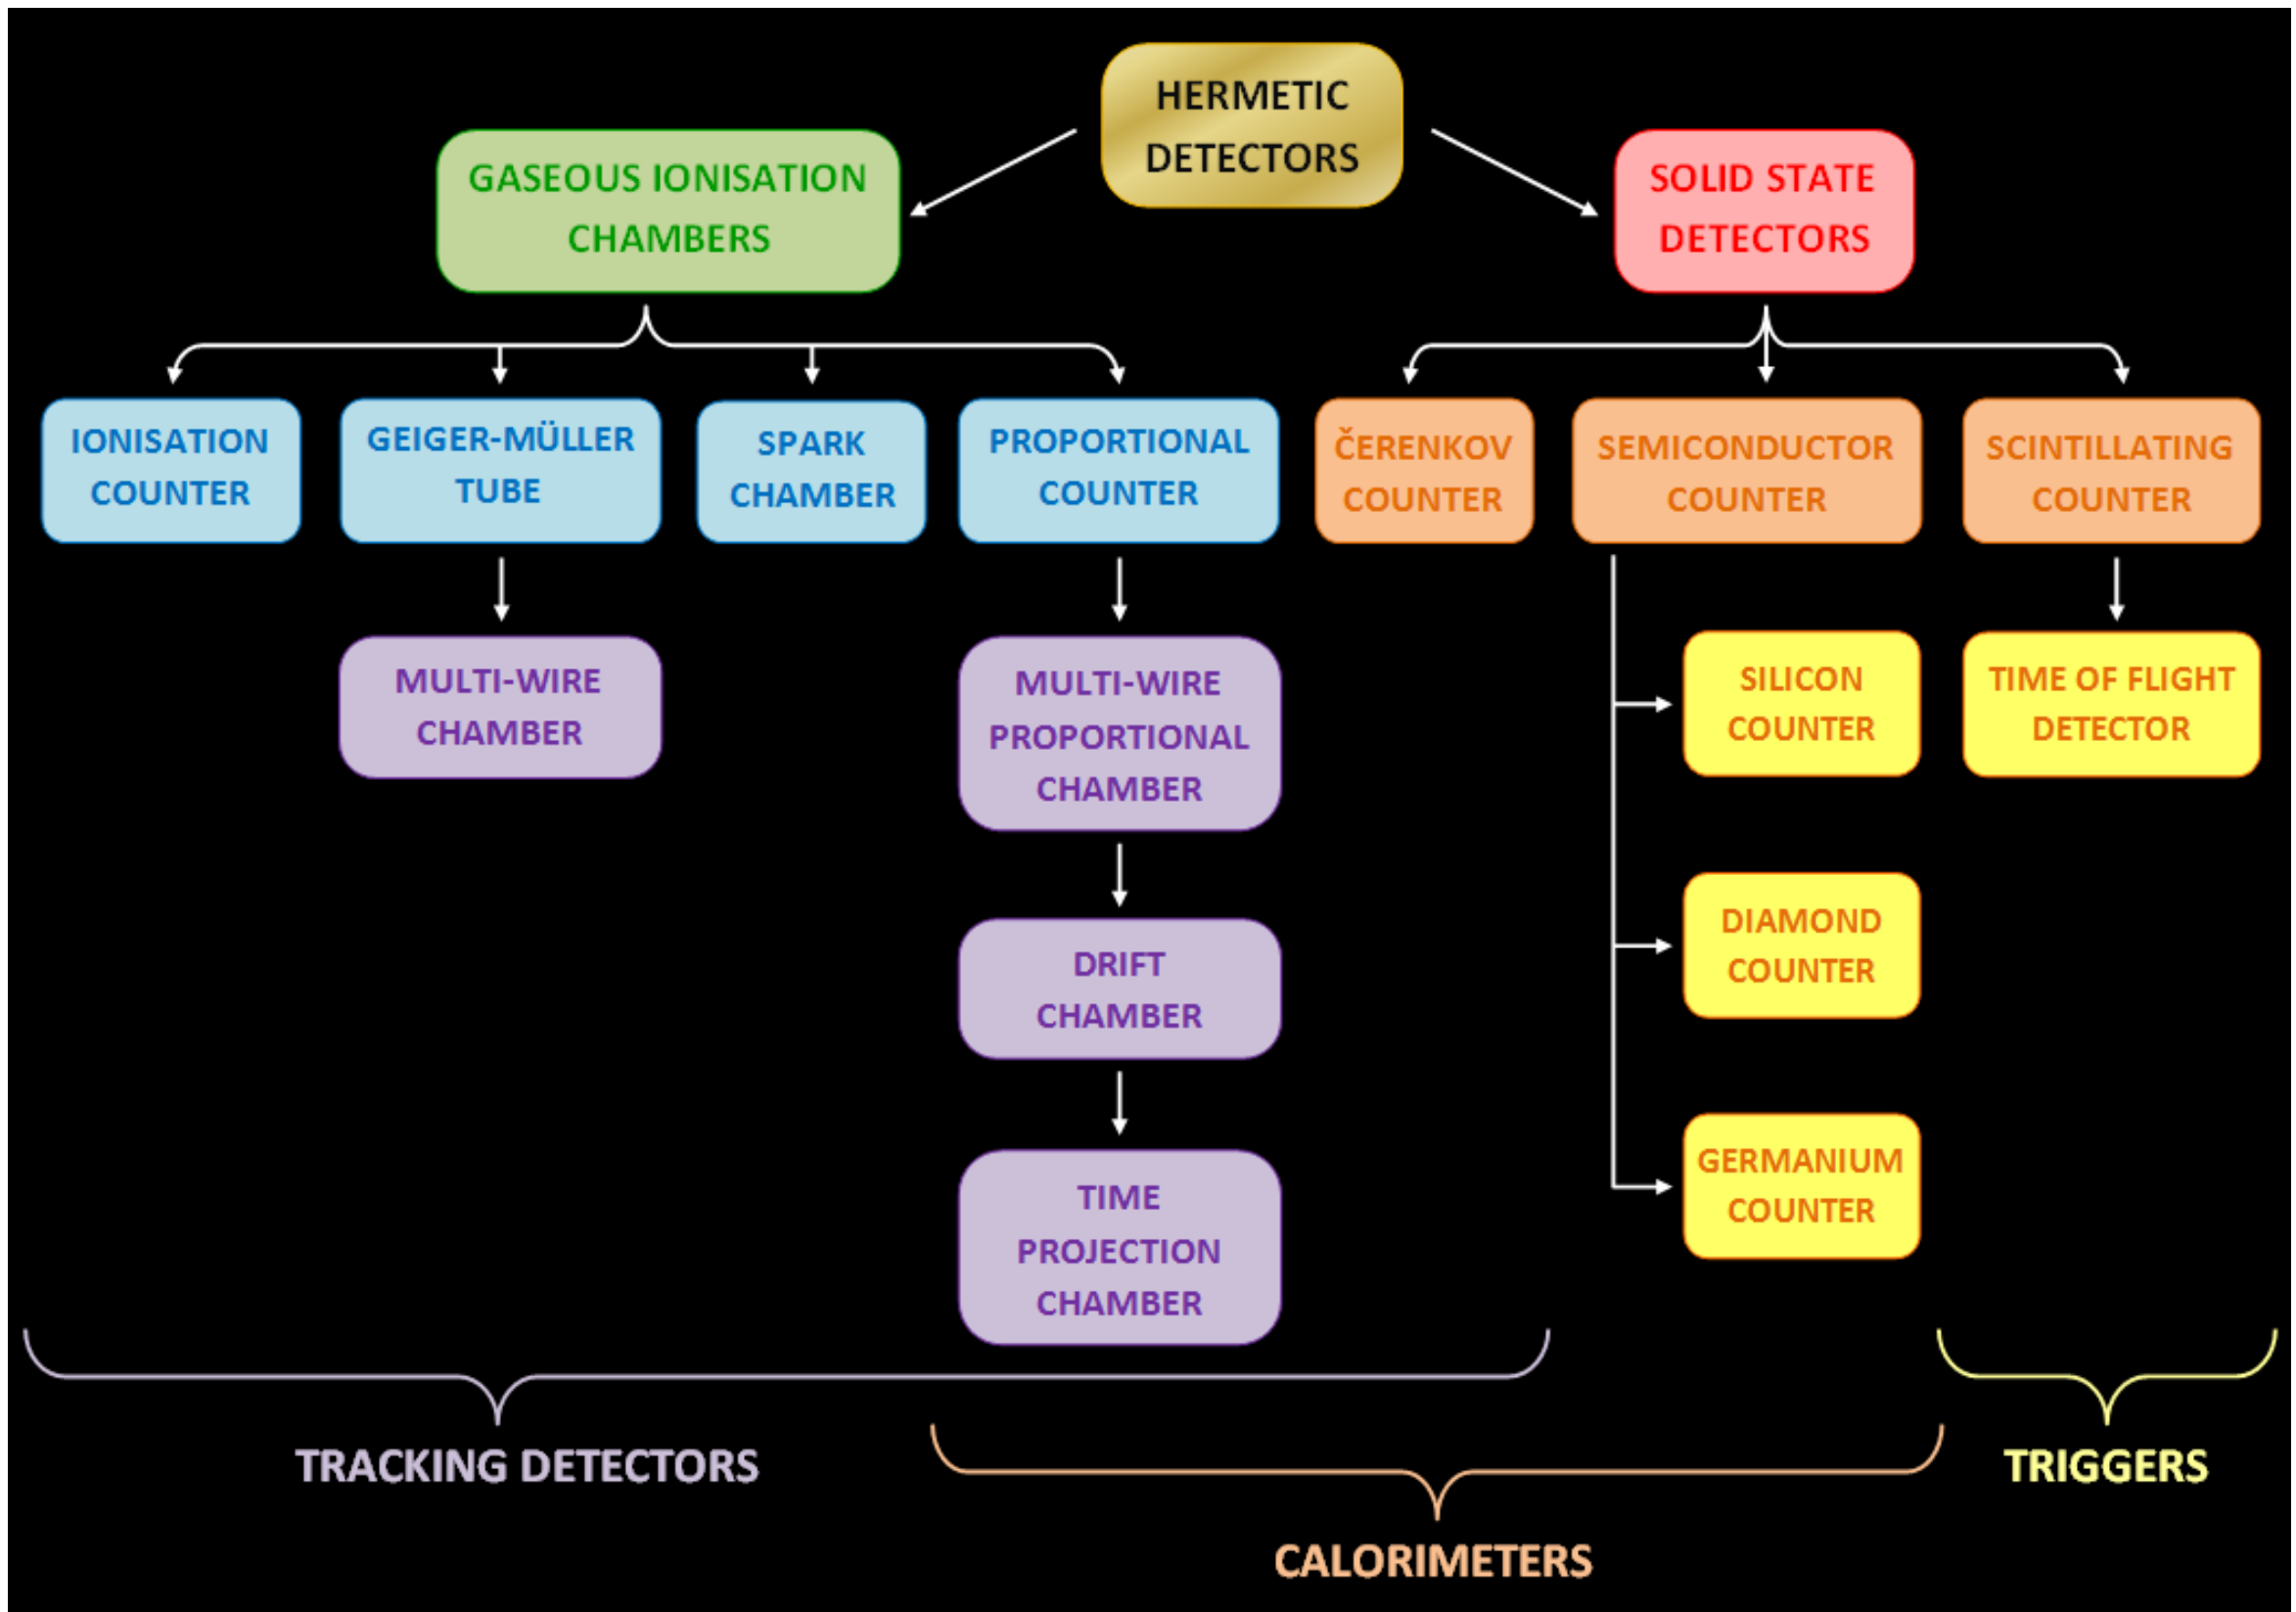 HERMETIC
DETECTORS
GASEOUS IONISATION
CHAMBERS
SOLID STATE
DETECTORS
IONISATION
COUNTER
GEIGER-MÜLLER
TUBE
SPARK
CHAMBER
PROPORTIONAL
COUNTER
ČERENKOV
COUNTER
SEMICONDUCTOR
COUNTER
SCINTILLATING
COUNTER
MULTI-WIRE
CHAMBER
MULTI-WIRE
PROPORTIONAL
CHAMBER
SILICON
COUNTER
TIME OF FLIGHT
DETECTOR
DIAMOND
COUNTER
DRIFT
CHAMBER
GERMANIUM
COUNTER
TIME
PROJECTION
CHAMBER
TRACKING DETECTORS
TRIGGERS
CALORIMETERS